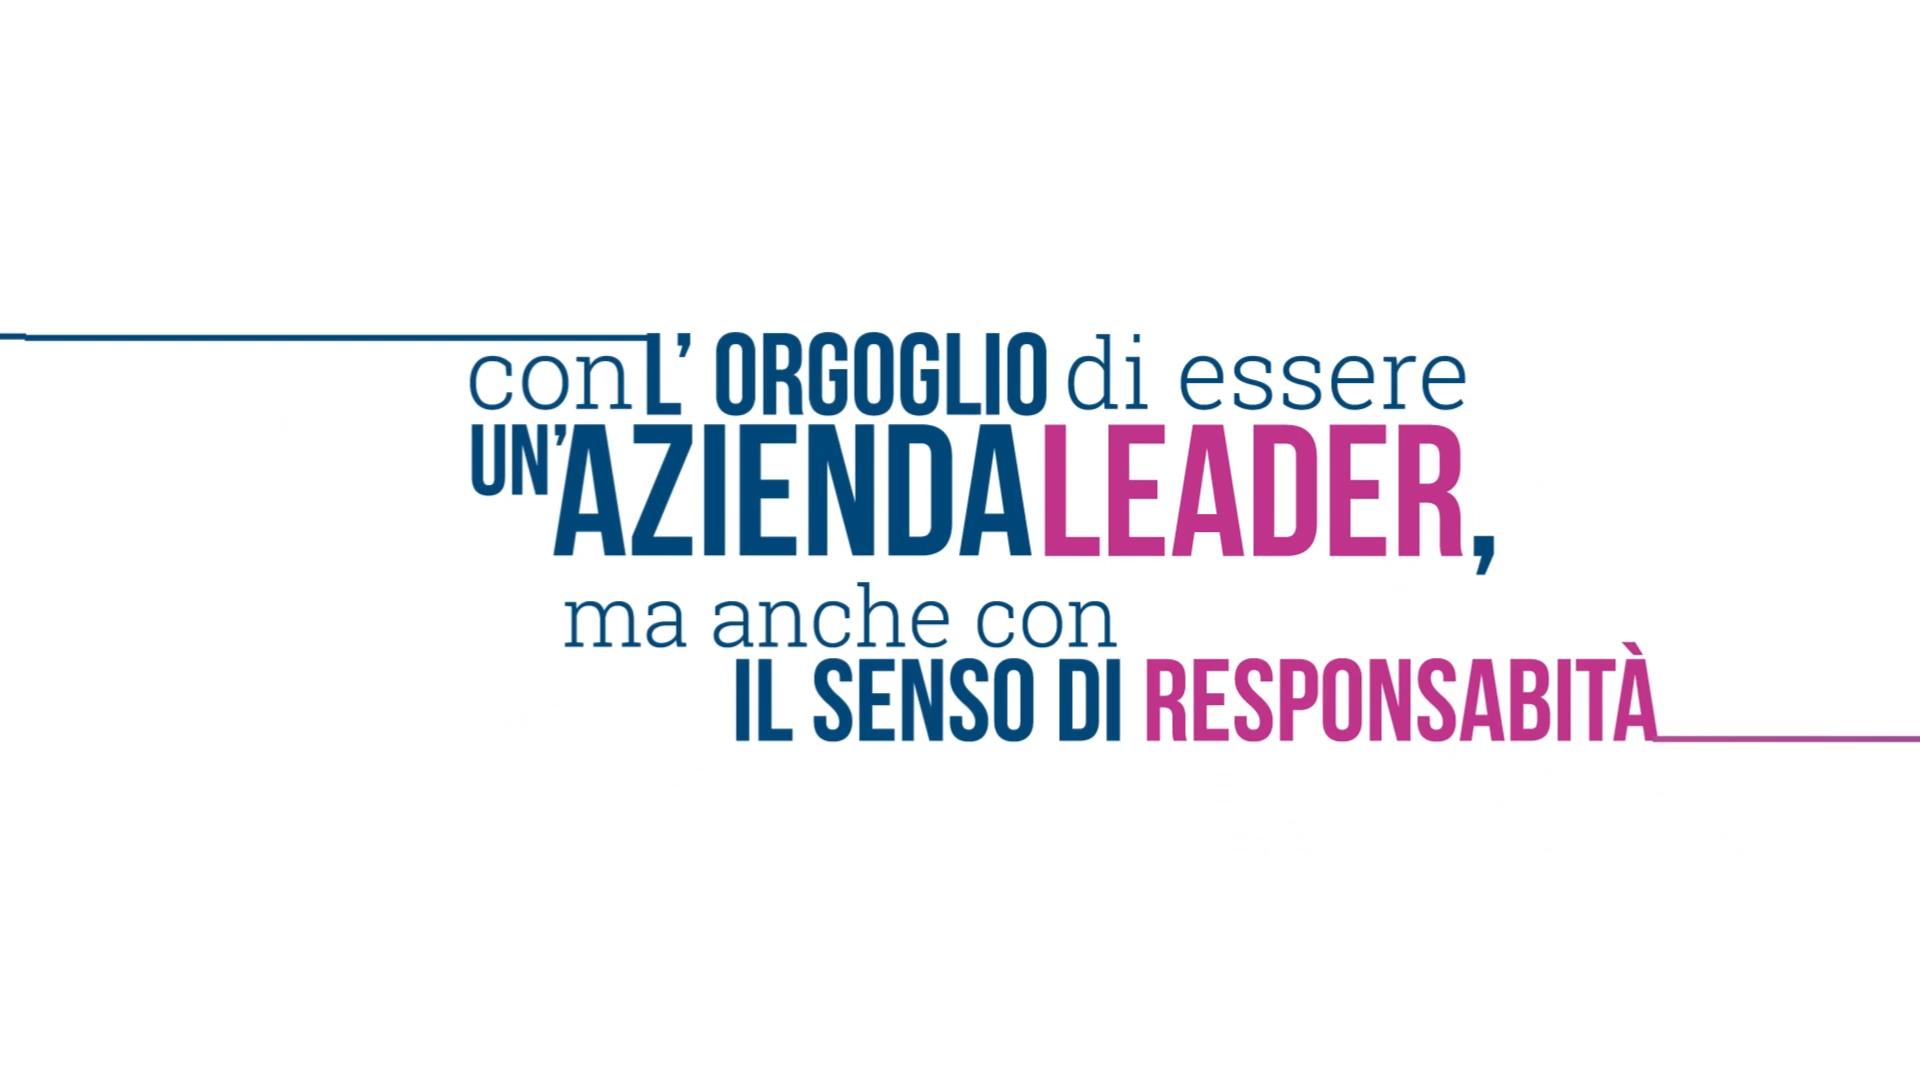 con L' ORGOGLIO di essere
UN'AZIENDA LEADER,
ma anche con
IL SENSO DI RESPONSABITÀ